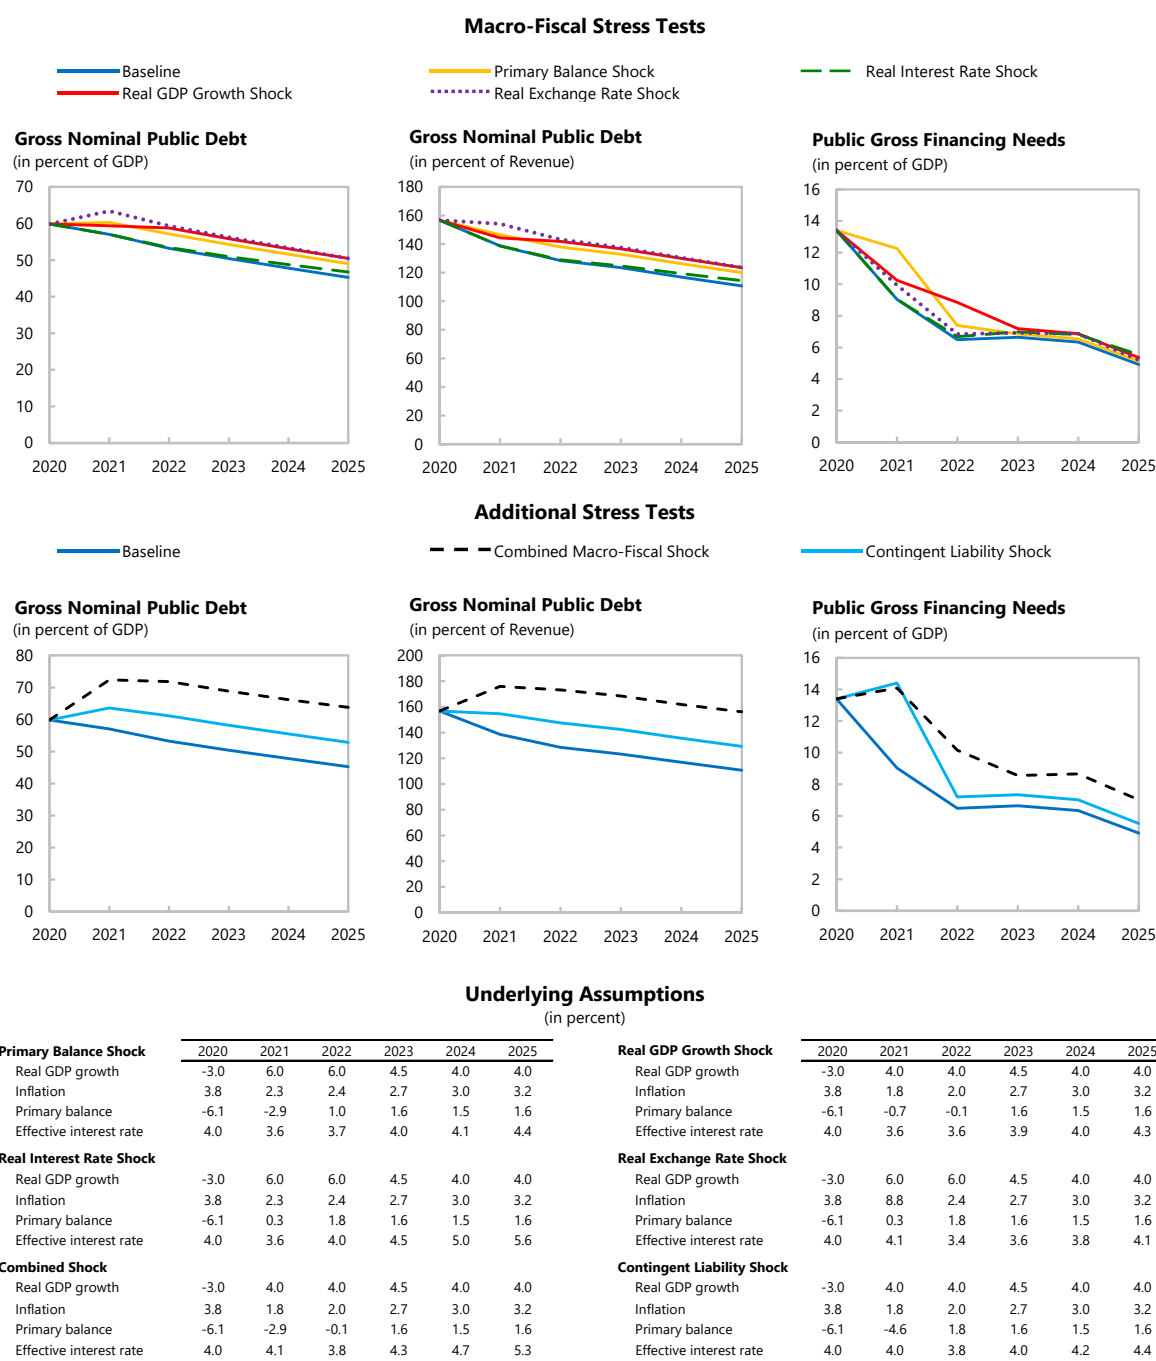 Macro-Fiscal Stress Tests
Baseline Primary Balance Shock Real Interest Rate Shock
Real GDP Growth Shock Real Exchange Rate Shock
Gross Nominal Public Debt Gross Nominal Public Debt Public Gross Financing Needs
(in percent of GDP) (in percent of Revenue) (in percent of GDP)
70 180 16
60 160 14
50 140 12
40 120 10
30 100 8
20 80 6
10 60 4
0 40 2
20 0
0
2020 2021 2022 2023 2024 2025 2020 2021 2022 2023 2024 2025 2020 2021 2022 2023 2024 2025
Additional Stress Tests
Baseline Combined Macro-Fiscal Shock Contingent Liability Shock
Gross Nominal Public Debt Gross Nominal Public Debt Public Gross Financing Needs
(in percent of GDP) (in percent of Revenue) (in percent of GDP)
80 200 16
70 180 14
60 160 12
50 140 10
40 120 8
30 100 6
20 80 4
10 60 2
0 40 0
20
0
2020 2021 2022 2023 2024 2025 2020 2021 2022 2023 2024 2025 2020 2021 2022 2023 2024 2025
Underlying Assumptions
(in percent)
Primary Balance Shock 2020 2021 2022 2023 2024 2025 Real GDP Growth Shock 2020 2021 2022 2023 2024 2025
Real GDP growth -3.0 6.0 6.0 4.5 4.0 4.0 Real GDP growth -3.0 4.0 4.0 4.5 4.0 4.0
Inflation 3.8 2.3 2.4 2.7 3.0 3.2 Inflation 3.8 1.8 2.0 2.7 3.0 3.2
Primary balance -6.1 -2.9 1.0 1.6 1.5 1.6 Primary balance -6.1 -0.7 -0.1 1.6 1.5 1.6
Effective interest rate 4.0 3.6 3.7 4.0 4.1 4.4 Effective interest rate 4.0 3.6 3.6 3.9 4.0 4.3
Real Interest Rate Shock Real Exchange Rate Shock
Real GDP growth -3.0 6.0 6.0 4.5 4.0 4.0 Real GDP growth -3.0 6.0 6.0 4.5 4.0 4.0
Inflation 3.8 2.3 2.4 2.7 3.0 3.2 Inflation 3.8 8.8 2.4 2.7 3.0 3.2
Primary balance -6.1 0.3 1.8 1.6 1.5 1.6 Primary balance -6.1 0.3 1.8 1.6 1.5 1.6
Effective interest rate 4.0 3.6 4.0 4.5 5.0 5.6 Effective interest rate 4.0 4.1 3.4 3.6 3.8 4.1
Combined Shock Contingent Liability Shock
Real GDP growth -3.0 4.0 4.0 4.5 4.0 4.0 Real GDP growth -3.0 4.0 4.0 4.5 4.0 4.0
Inflation 3.8 1.8 2.0 2.7 3.0 3.2 Inflation 3.8 1.8 2.0 2.7 3.0 3.2
Primary balance -6.1 -2.9 -0.1 1.6 1.5 1.6 Primary balance -6.1 -4.6 1.8 1.6 1.5 1.6
Effective interest rate 4.0 4.1 3.8 4.3 4.7 5.3 Effective interest rate 4.0 4.0 3.8 4.0 4.2 4.4